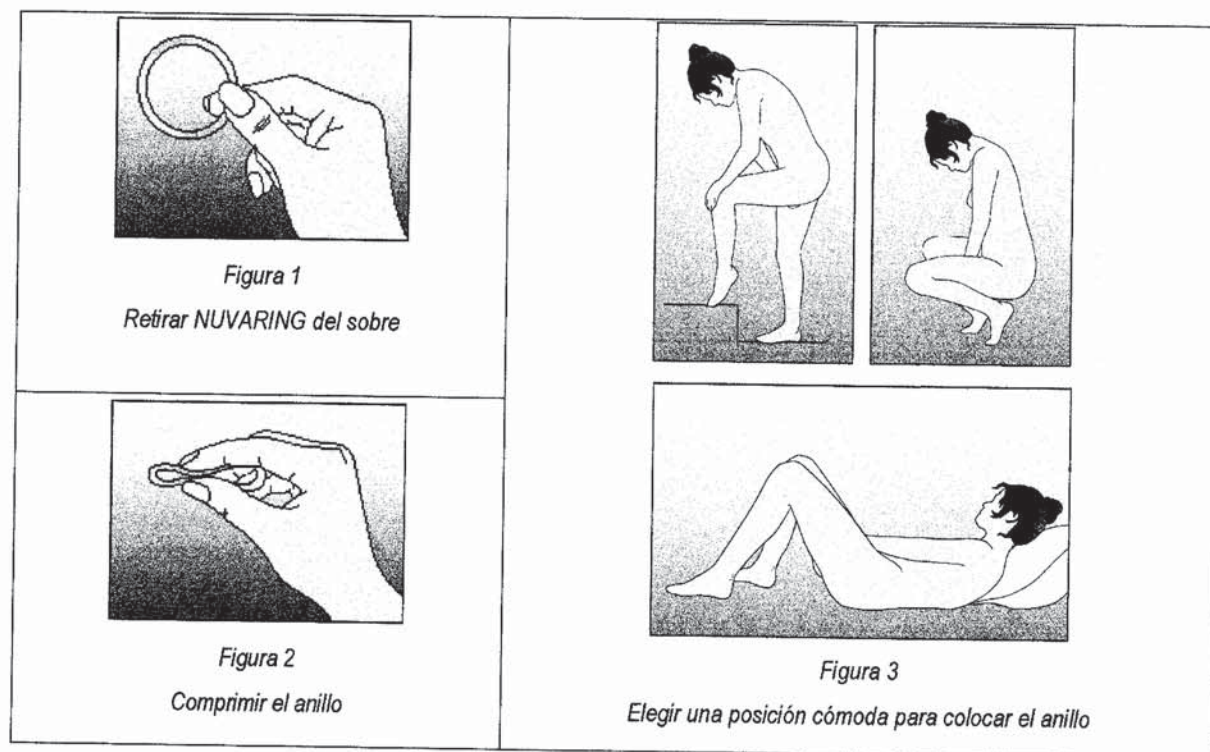 Figura 1
Retirar NUVARING del sobre
Figura 2
Comprimir el anillo
Figura 3
Elegir una posición cómoda para colocar el anillo